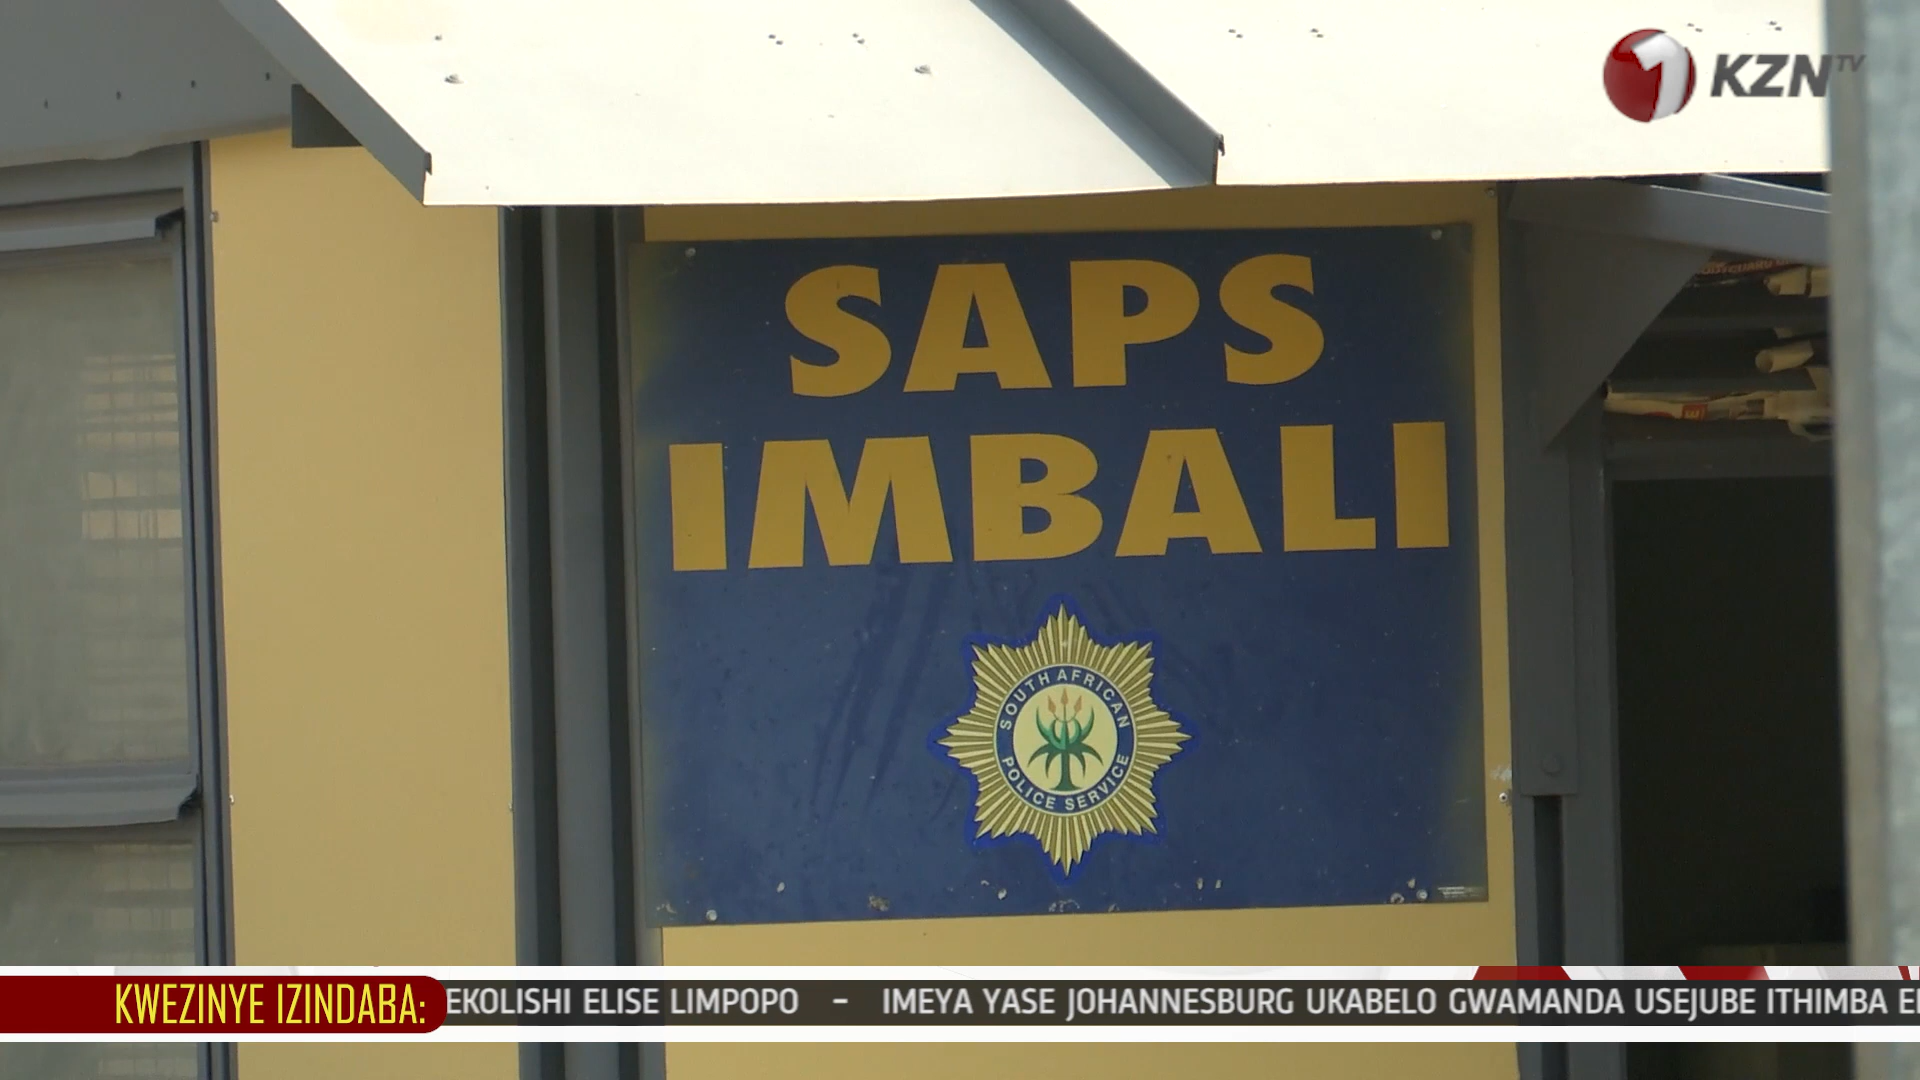 1KZN TV
SAPS
IMBALI
SOUTH AFRICAN
POLICE SERVICE
KWEZINYE IZINDABA: EKOLISHI ELISE LIMPOPO – IMEYA YASE JOHANNESBURG UKABELO GWAMANDA USEJUBE ITHIMBA